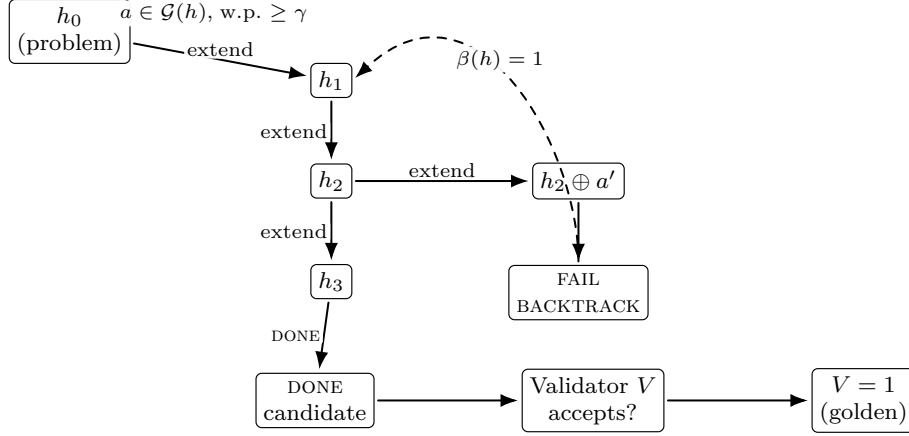 h₀
(problem)
a ∈ 𝒢(h), w.p. ≥ γ
extend
β(h) = 1
h₁
extend
h₂
extend
h₂ ⊕ a′
extend
h₃
FAIL
BACKTRACK
DONE
DONE
candidate
Validator V
accepts?
V = 1
(golden)